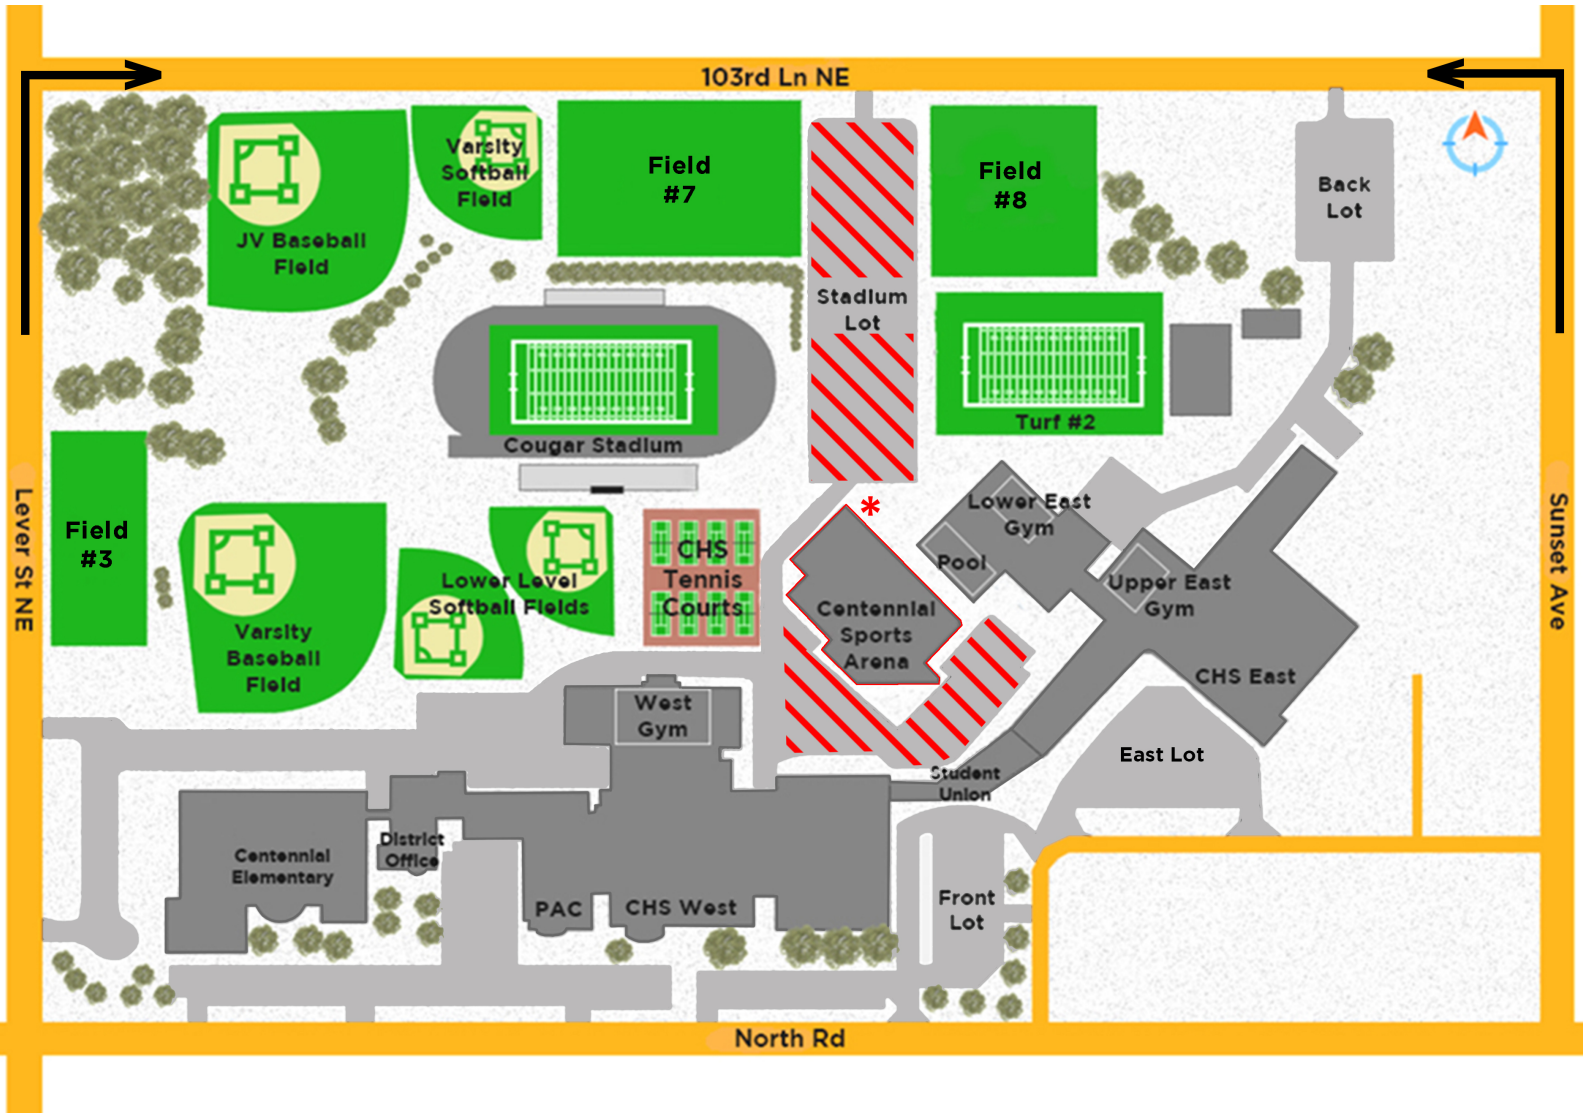 103rd Ln NE
Varsity
Softball
Field
Field
#7
Field
#8
Back
Lot
JV Baseball
Field
Stadium
Lot
Turf #2
Cougar Stadium
Lever St NE
Sunset Ave
Field
#3
*
Lower East
Gym
CHS
Tennis
Courts
Pool
Lower Level
Softball Fields
Upper East
Gym
Centennial
Sports
Arena
Varsity
Baseball
Field
CHS East
West
Gym
East Lot
Student
Union
District
Office
Centennial
Elementary
PAC
CHS West
Front
Lot
North Rd